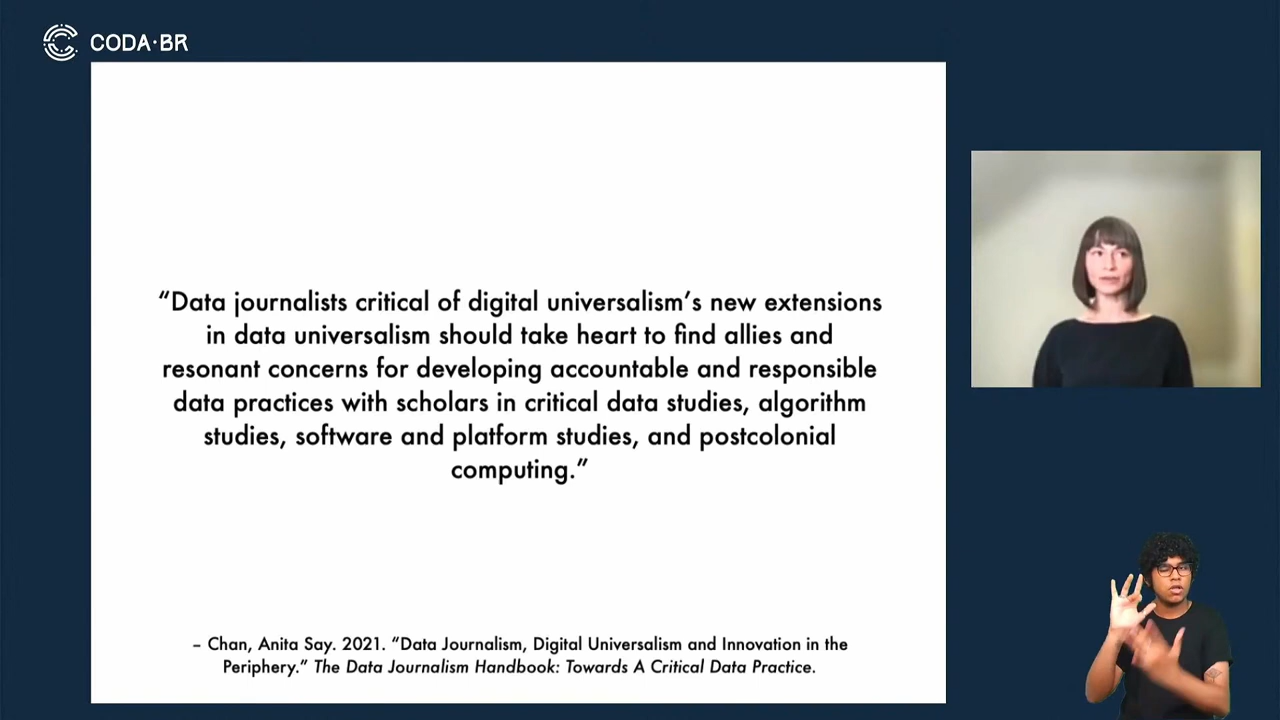 CODA·BR
“Data journalists critical of digital universalism’s new extensions
in data universalism should take heart to find allies and
resonant concerns for developing accountable and responsible
data practices with scholars in critical data studies, algorithm
studies, software and platform studies, and postcolonial
computing.”
– Chan, Anita Say. 2021. “Data Journalism, Digital Universalism and Innovation in the
Periphery.” The Data Journalism Handbook: Towards A Critical Data Practice.